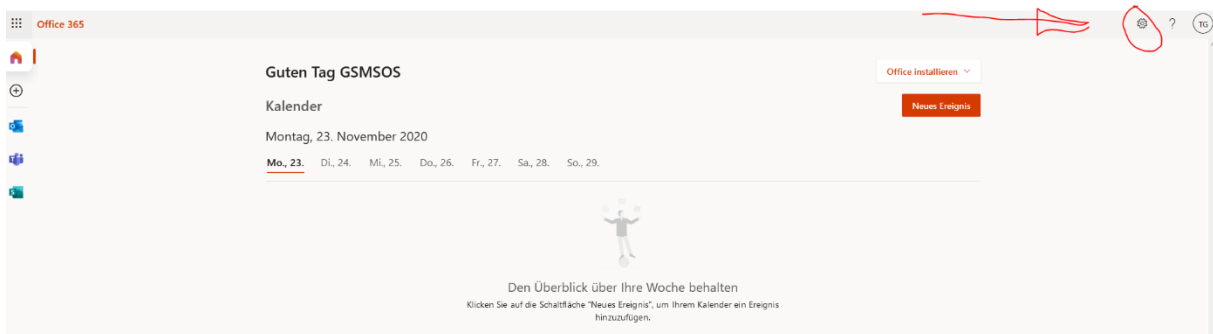 Office 365
?
TG
Guten Tag GSMSOS
Office installieren
Kalender
Neues Ereignis
Montag, 23. November 2020
Mo., 23. Di., 24. Mi., 25. Do., 26. Fr., 27. Sa., 28. So., 29.
Den Überblick über Ihre Woche behalten
Klicken Sie auf die Schaltfläche "Neues Ereignis", um Ihrem Kalender ein Ereignis
hinzuzufügen.